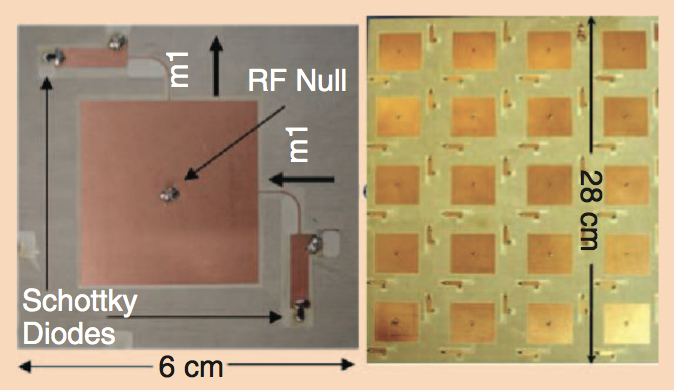 m1
RF Null
m1
Schottky
Diodes
6 cm
28 cm